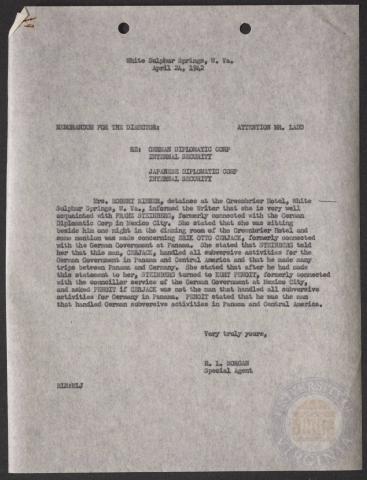 White Sulphur Springs, W. Va.
April 24, 1942
MEMORANDUM FOR THE DIRECTOR: ATTENTION MR. LADD
RE: GERMAN DIPLOMATIC CORP
INTERNAL SECURITY
JAPANESE DIPLOMATIC CORP
INTERNAL SECURITY
Mrs. ROBERT detainee at the Greenbrier Hotel, White
Sulphur Springs, W. Va., informed the Writer that she is very well
acquainted with FRANZ STEINBERG, formerly connected with the German
Diplomatic Corp in Mexico City. She stated that she was sitting
beside him one night in the dining room of the Greenbrier Hotel and
some mention was made concerning ERIK OTTO CERJACK, formerly connected
with the German Government at Panama. She stated that STEINBERG told
her that this man, CERJACK, handled all subversive activities for the
German Government in Panama and Central America and that he made many
trips between Panama and Germany. She stated that after he had made
this statement to her, STEINBERG turned to KURT formerly connected
with the councillor service of the German Government at Mexico City,
and asked if CERJACK was not the man that handled all subversive
activities for Germany in Panama. stated that he was the man
that handled German subversive activities in Panama and Central America.
Very truly yours,
R. L. MORGAN
Special Agent
RLM:MLJ
UNIVERSITY
VIRGINIA